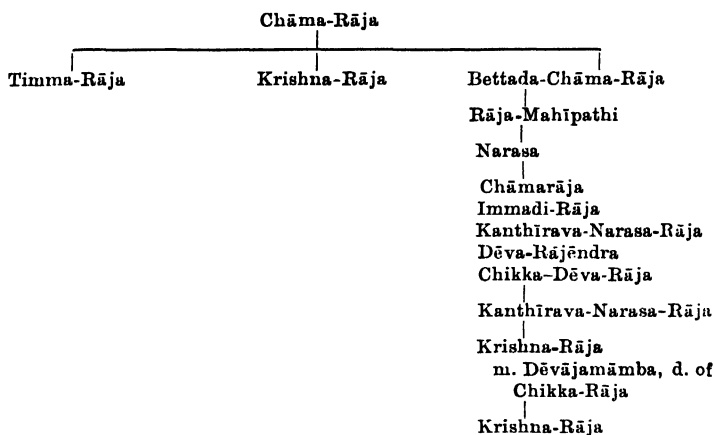 Chāma-Rāja
Timma-Rāja Krishna-Rāja Bettada-Chāma-Rāja
Rāja-Mahīpathi
Narasa
Chāmarāja
Immadi-Rāja
Kanthīrava-Narasa-Rāja
Dēva-Rājēndra
Chikka-Dēva-Rāja
Kanthīrava-Narasa-Rāja
Krishna-Rāja
m. Dēvājamāmba, d. of
Chikka-Rāja
Krishna-Rāja